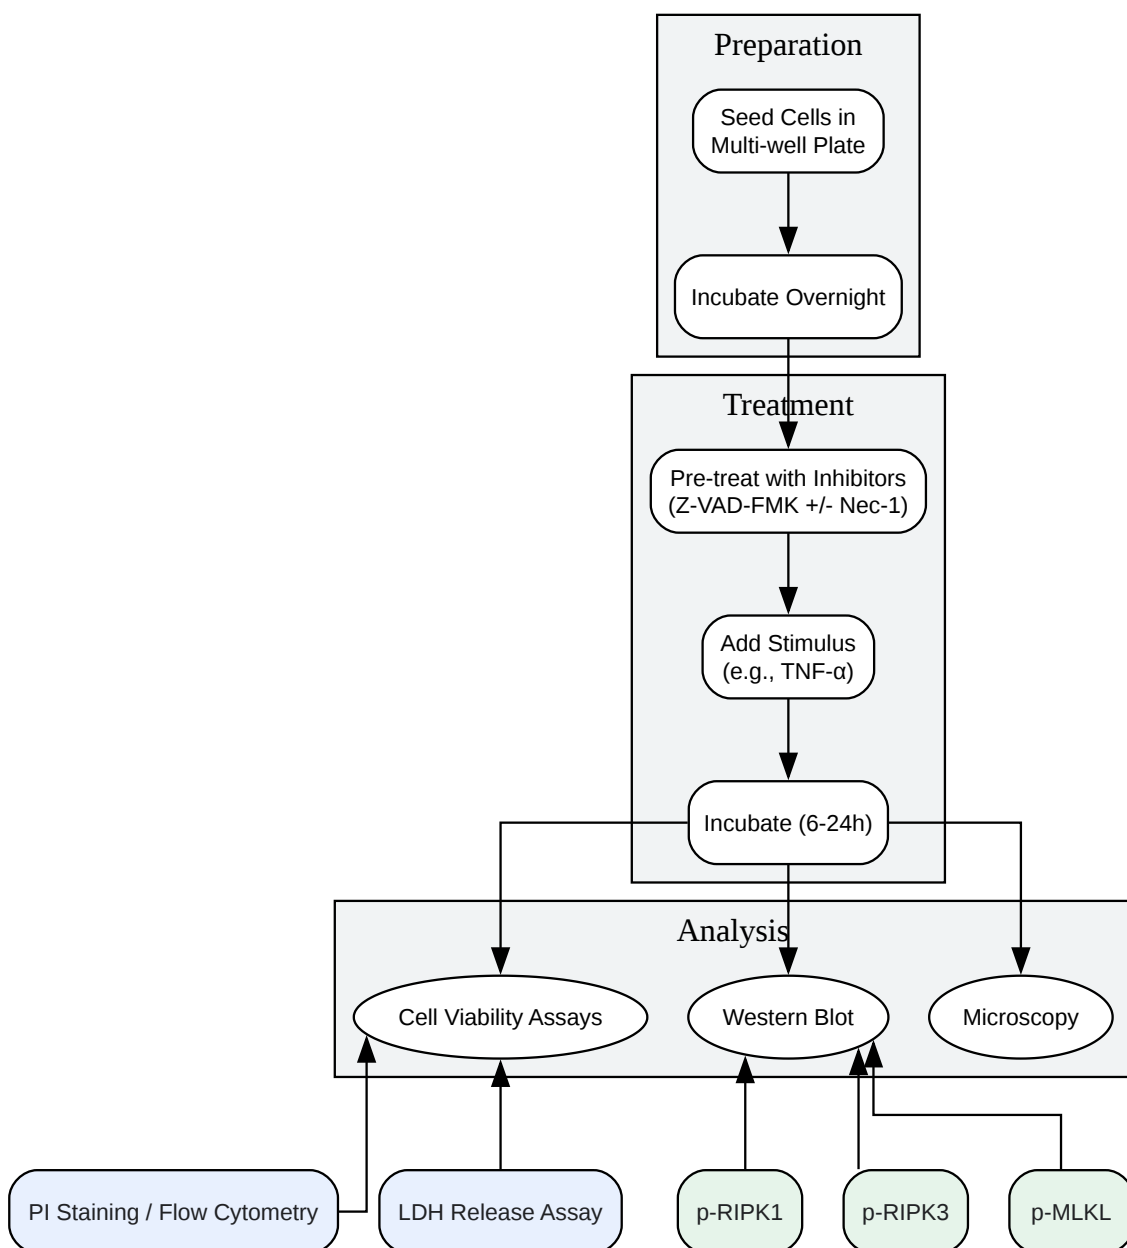 Preparation
Seed Cells in
Multi-well Plate
Incubate Overnight
Treatment
Pre-treat with Inhibitors
(Z-VAD-FMK +/- Nec-1)
Add Stimulus
(e.g., TNF-α)
Incubate (6-24h)
Analysis
Cell Viability Assays
Western Blot
Microscopy
PI Staining / Flow Cytometry
LDH Release Assay
p-RIPK1
p-RIPK3
p-MLKL